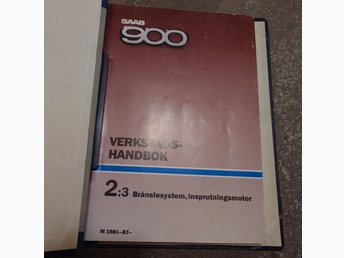 SAAB
900
VERKSTADS-
HANDBOK
2:3 Bränslesystem, insprutningsmotor
M 1981-87-